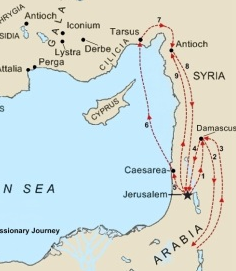 PHRYGIA
Antioch
SIDIA
GALA
Iconium
Lystra
Derbe
Attalia
Perga
CILICIA
Tarsus
7
Antioch
9
8
SYRIA
CYPRUS
6
Damascus
4
3
2
1
Caesarea
5
Jerusalem
AN SEA
ssionary Journey
ARABIA